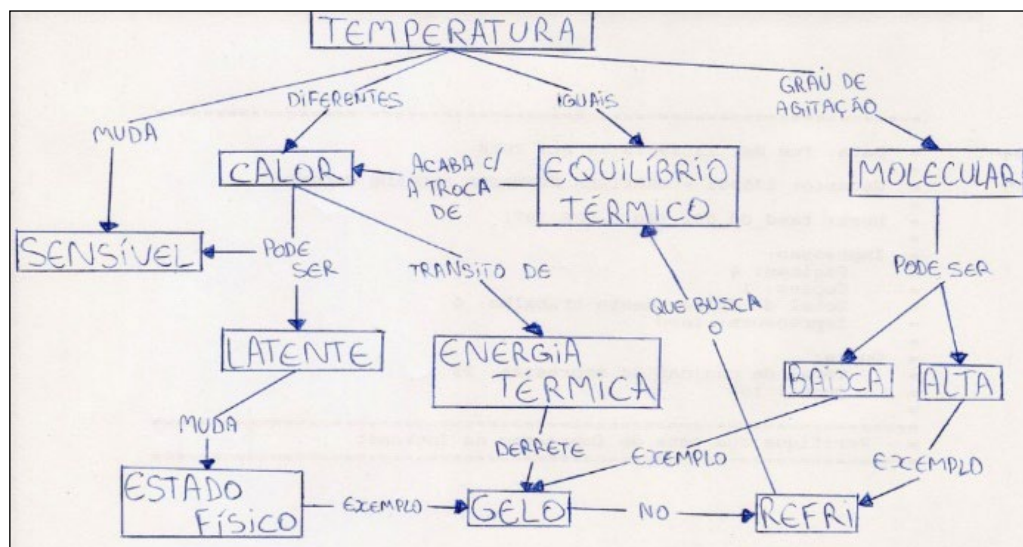 TEMPERATURA
MUDA
DIFERENTES
IGUAIS
GRAU DE
AGITAÇÃO
CALOR
ACABA C/
A TROCA
DE
EQUILÍBRIO
TÉRMICO
MOLECULAR
SENSÍVEL
PODE
SER
TRANSITO DE
QUE BUSCA
O
PODE SER
LATENTE
ENERGIA
TÉRMICA
BAIXA
ALTA
MUDA
DERRETE
EXEMPLO
EXEMPLO
ESTADO
FÍSICO
EXEMPLO
GELO
NO
REFRI